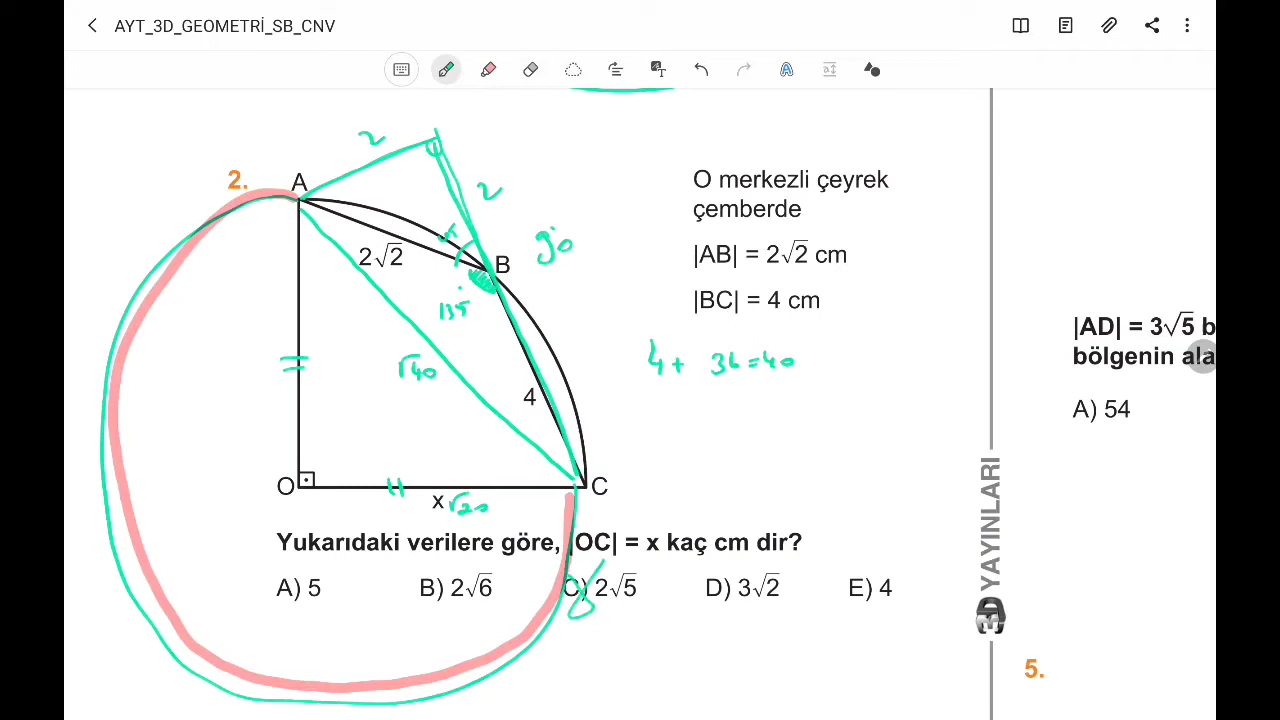 AYT_3D_GEOMETRİ_SB_CNV
2
2.
A
2
O merkezli çeyrek
çemberde
2√2
B
90
|AB| = 2√2 cm
135
|BC| = 4 cm
|AD| = 3√5 b
bölgenin ala
√40
4 + 36 = 40
4
A) 54
O
C
x √20
Yukarıdaki verilere göre, |OC| = x kaç cm dir?
A) 5 B) 2√6 C) 2√5 D) 3√2 E) 4
3D YAYINLARI
5.